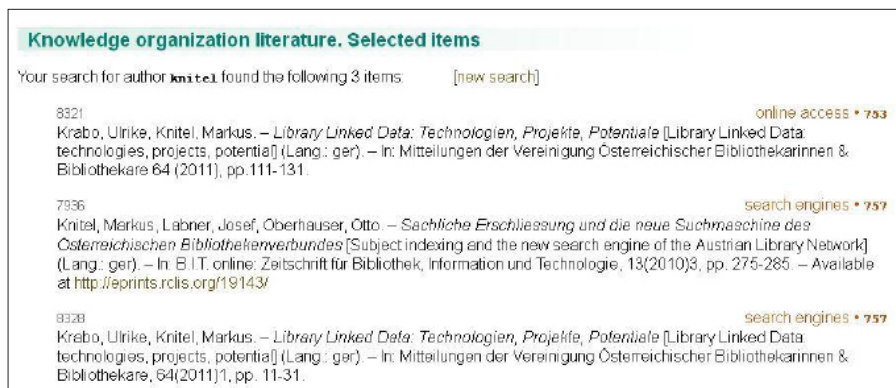 Knowledge organization literature. Selected items
Your search for author knitel found the following 3 items: [new search]
8321 online access • 753
Krabo, Ulrike, Knitel, Markus. – Library Linked Data: Technologien, Projekte, Potentiale [Library Linked Data:
technologies, projects, potential] (Lang.: ger). – In: Mitteilungen der Vereinigung Österreichischer Bibliothekarinnen &
Bibliothekare 64 (2011), pp.111-131.
7936 search engines • 757
Knitel, Markus, Labner, Josef, Oberhauser, Otto. – Sachliche Erschliessung und die neue Suchmaschine des
Österreichischen Bibliothekenverbundes [Subject indexing and the new search engine of the Austrian Library Network]
(Lang.: ger). – In: B.I.T. online: Zeitschrift für Bibliothek, Information und Technologie, 13(2010)3, pp. 275-285. – Available
at http://eprints.rclis.org/19143/
8328 search engines • 757
Krabo, Ulrike, Knitel, Markus. – Library Linked Data: Technologien, Projekte, Potentiale [Library Linked Data:
technologies, projects, potential] (Lang.: ger). – In: Mitteilungen der Vereinigung Österreichischer Bibliothekarinnen &
Bibliothekare, 64(2011)1, pp. 11-31.